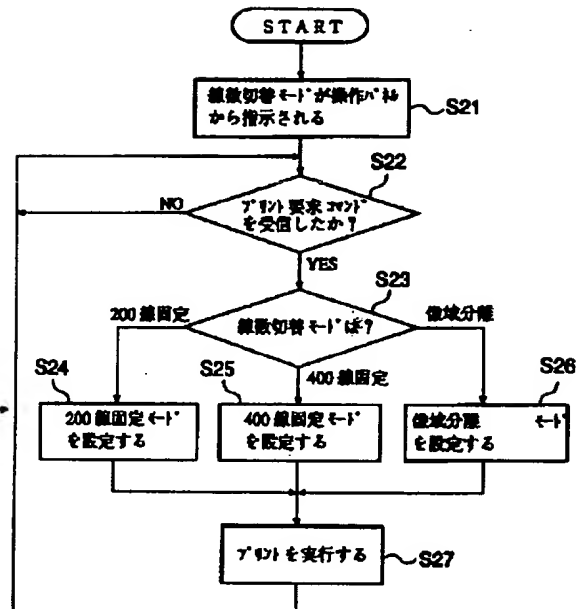 START
線数切替モードが操作パネル
から指示される
S21
S22
NO
プリント要求コマンド
を受信したか?
YES
S23
200線固定
線数切替モードは?
像域分離
S24
S25
400線固定
S26
200線固定モード
を設定する
400線固定モード
を設定する
像域分離 モード
を設定する
プリントを実行する
S27